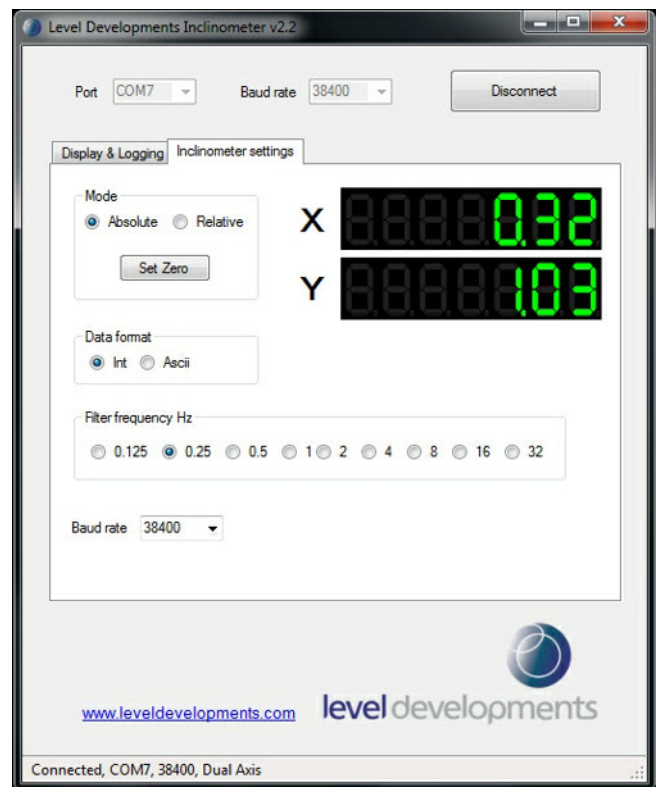 Level Developments Inclinometer v2.2
Port COM7 Baud rate 38400 Disconnect
Display & Logging Inclinometer settings
Mode
Absolute Relative
Set Zero
X 0.32
Y 1.03
Data format
Int Ascii
Filter frequency Hz
0.125 0.25 0.5 1 2 4 8 16 32
Baud rate 38400
www.leveldevelopments.com
level developments
Connected, COM7, 38400, Dual Axis